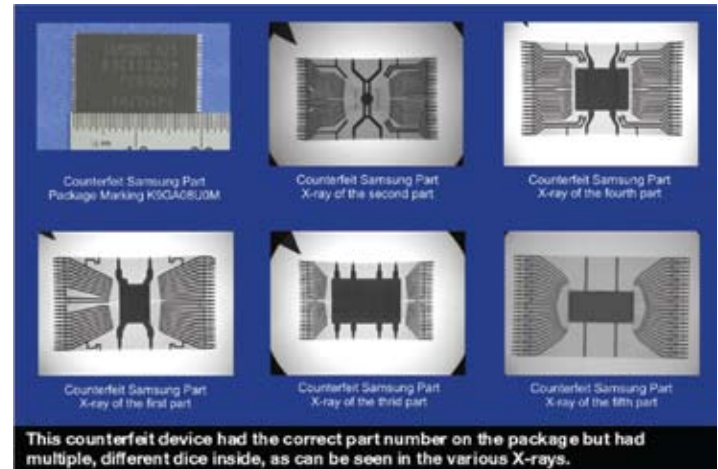 Counterfeit Samsung Part
Package Marking K9GA08U0M
Counterfeit Samsung Part
X-ray of the second part
Counterfeit Samsung Part
X-ray of the fourth part
Counterfeit Samsung Part
X-ray of the first part
Counterfeit Samsung Part
X-ray of the thrid part
Counterfeit Samsung Part
X-ray of the fifth part
This counterfeit device had the correct part number on the package but had
multiple, different dice inside, as can be seen in the various X-rays.